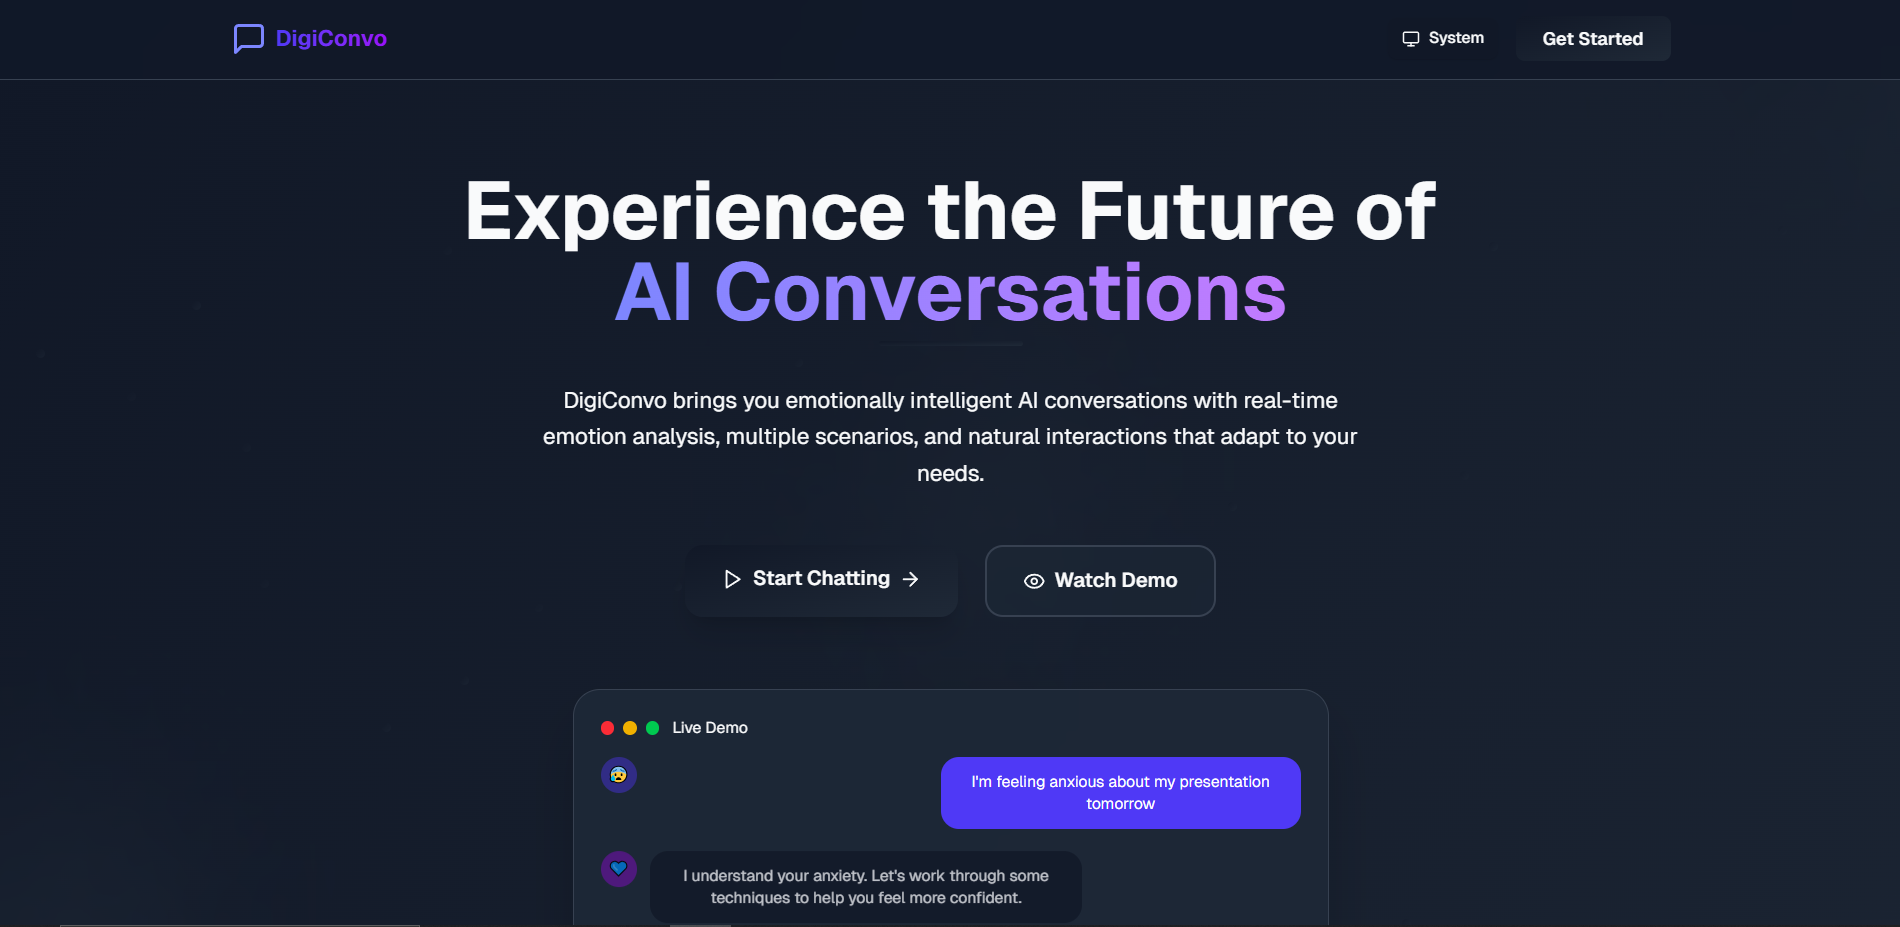 DigiConvo
System
Get Started
Experience the Future of
AI Conversations
DigiConvo brings you emotionally intelligent AI conversations with real-time
emotion analysis, multiple scenarios, and natural interactions that adapt to your
needs.
Start Chatting
Watch Demo
Live Demo
I'm feeling anxious about my presentation
tomorrow
I understand your anxiety. Let's work through some
techniques to help you feel more confident.